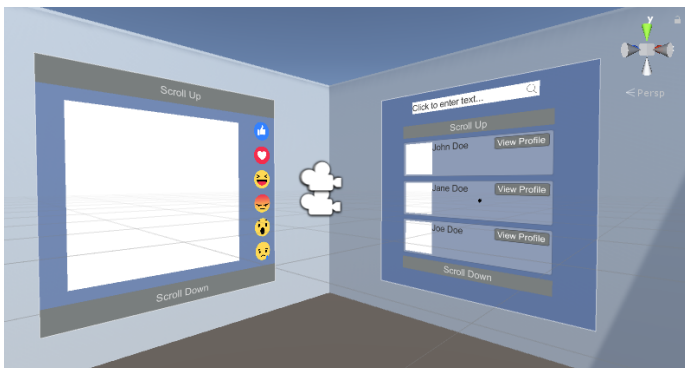 Scroll Up
Scroll Down
Click to enter text...
Scroll Up
John Doe
View Profile
Jane Doe
View Profile
Joe Doe
View Profile
Scroll Down
y
Persp